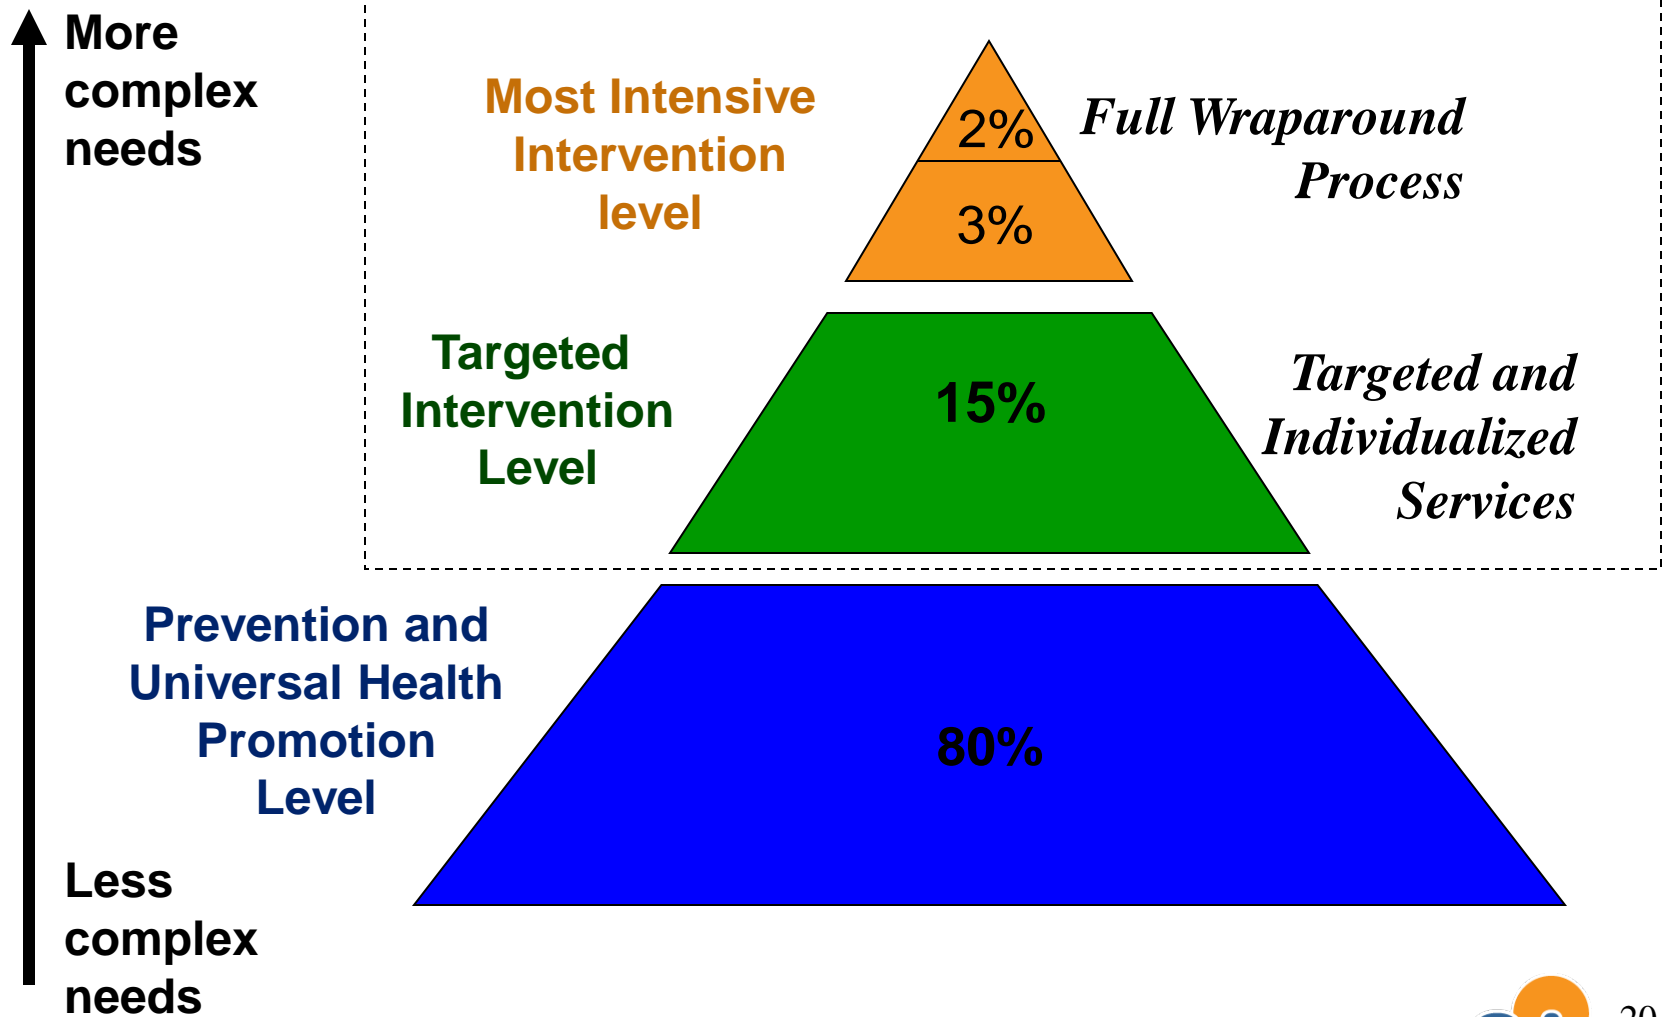 More
complex
needs
Most Intensive
Intervention
level
2%
3%
Full Wraparound
Process
Targeted
Intervention
Level
15%
Targeted and
Individualized
Services
Prevention and
Universal Health
Promotion
Level
80%
Less
complex
needs